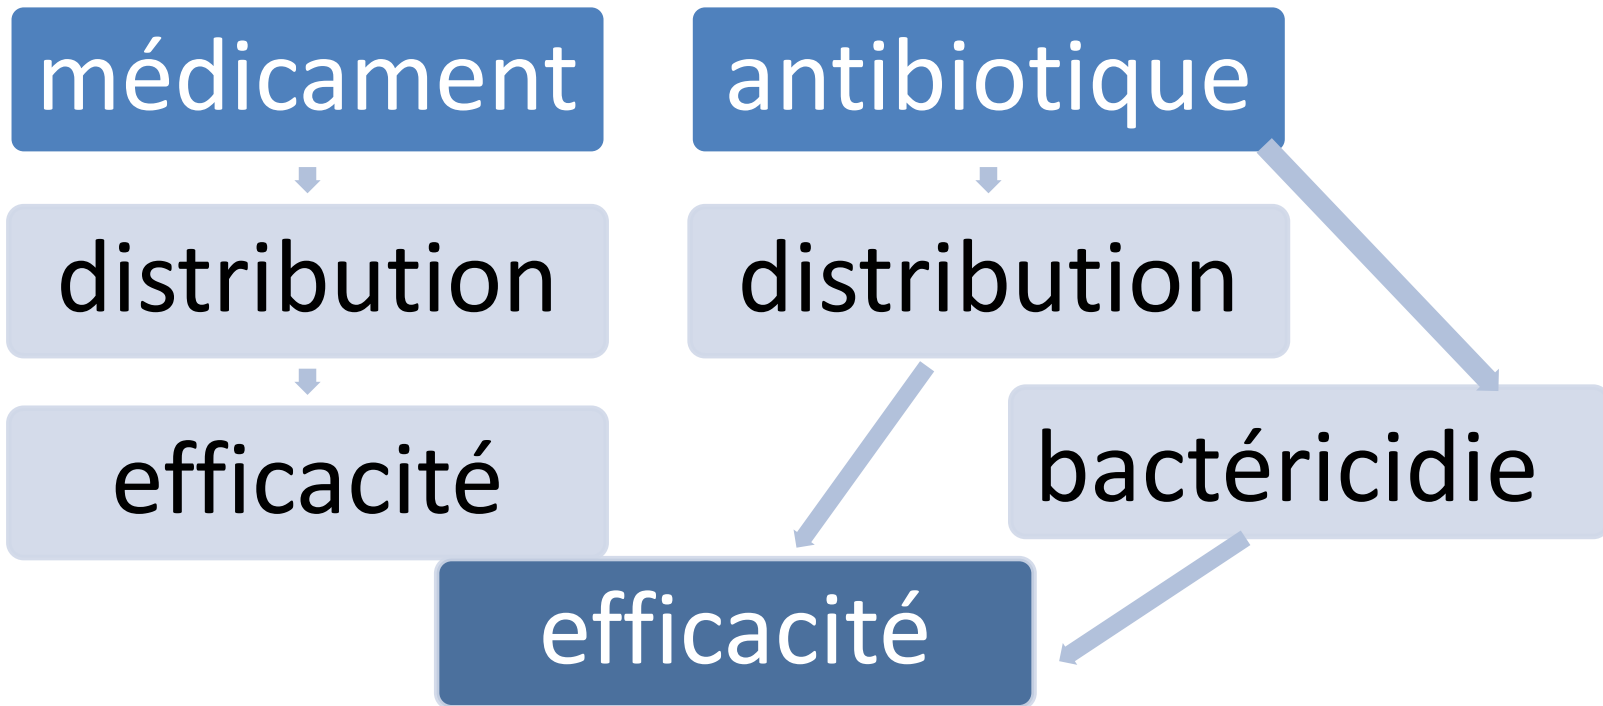 médicament
distribution
efficacité
antibiotique
distribution
bactéricidie
efficacité